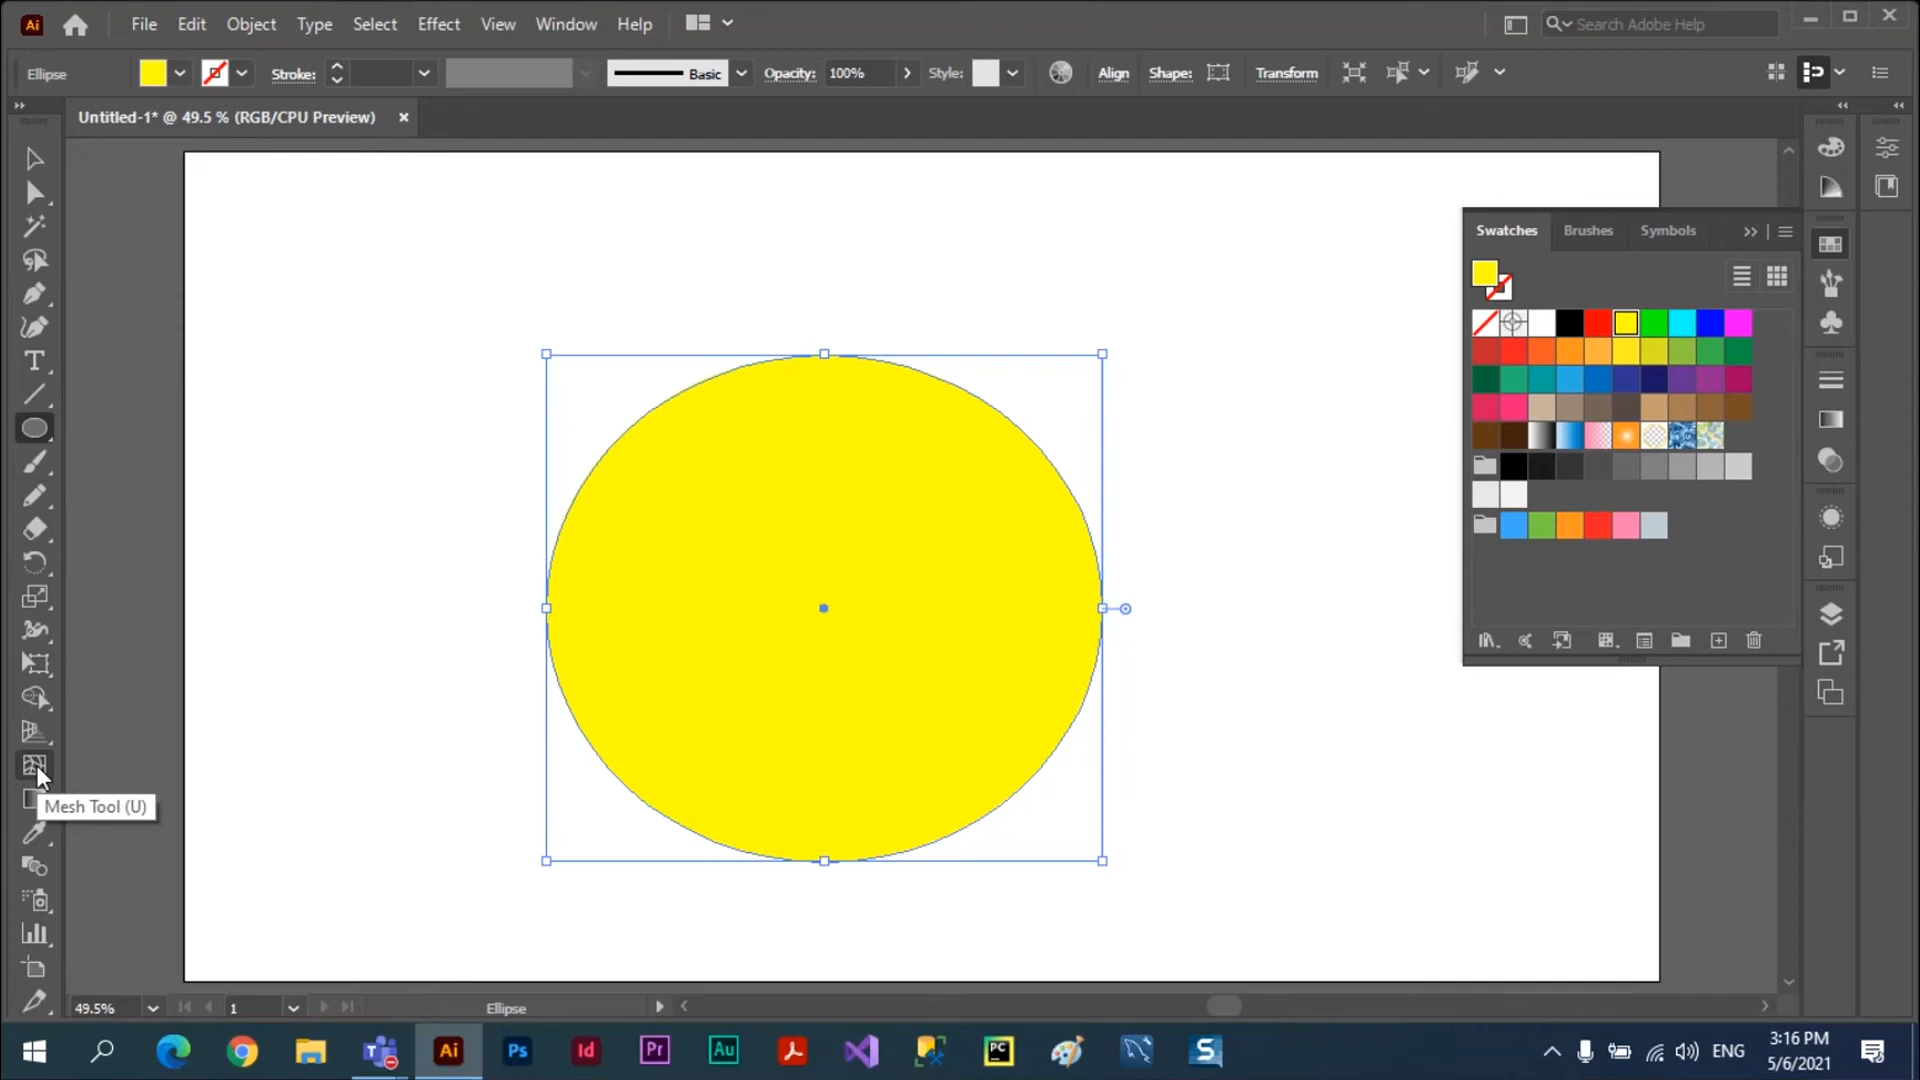 Ai File Edit Object Type Select Effect View Window Help Search Adobe Help
Ellipse Stroke: Basic Opacity: 100% Style: Align Shape: Transform
Untitled-1* @ 49.5 % (RGB/CPU Preview) ×
Swatches Brushes Symbols
T
Mesh Tool (U)
49.5% 1 Ellipse
Ai Ps Id Pr Au PC S ENG 3:16 PM
5/6/2021